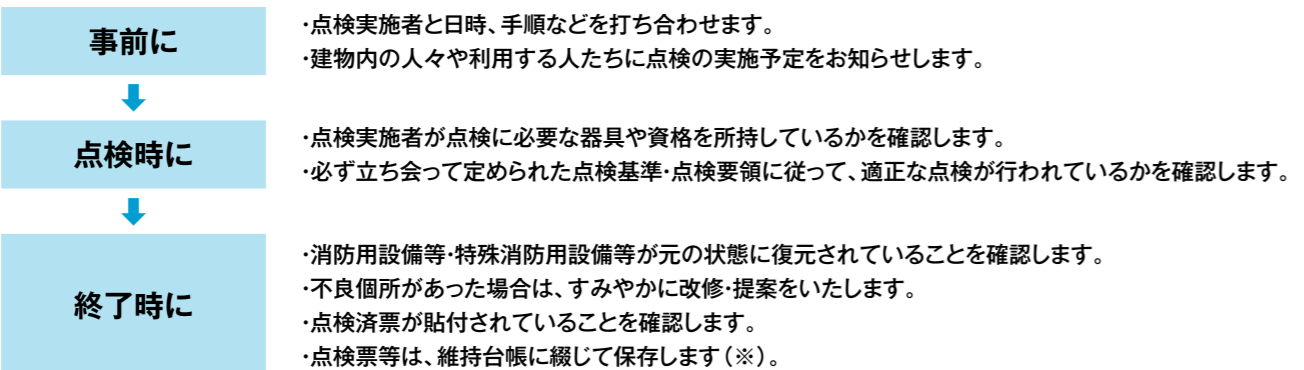 事前に
・点検実施者と日時、手順などを打ち合わせます。
・建物内の人々や利用する人たちに点検の実施予定をお知らせします。
点検時に
・点検実施者が点検に必要な器具や資格を所持しているかを確認します。
・必ず立ち会って定められた点検基準・点検要領に従って、適正な点検が行われているかを確認します。
終了時に
・消防用設備等・特殊消防用設備等が元の状態に復元されていることを確認します。
・不良個所があった場合は、すみやかに改修・提案をいたします。
・点検済票が貼付されていることを確認します。
・点検票等は、維持台帳に綴じて保存します（※）。